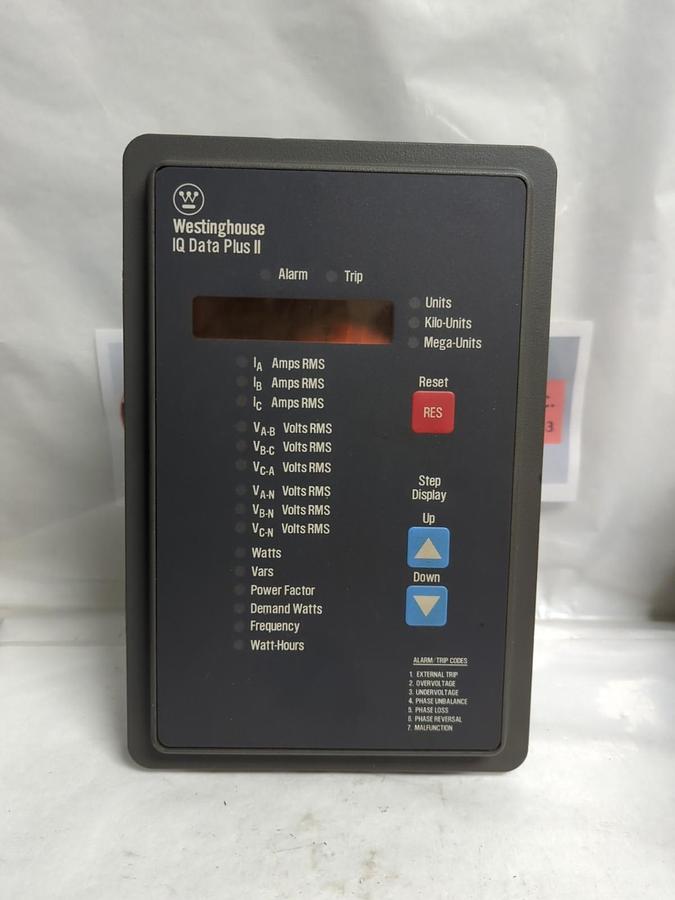 Westinghouse
IQ Data Plus II
Alarm Trip
Units
Kilo-Units
Mega-Units
IA Amps RMS
IB Amps RMS
IC Amps RMS
VA-B Volts RMS
VB-C Volts RMS
VC-A Volts RMS
VA-N Volts RMS
VB-N Volts RMS
VC-N Volts RMS
Watts
Vars
Power Factor
Demand Watts
Frequency
Watt-Hours
Reset
RES
Step
Display
Up
Down
ALARM/TRIP CODES
1. EXTERNAL TRIP
2. OVERVOLTAGE
3. UNDERVOLTAGE
4. PHASE UNBALANCE
5. PHASE LOSS
6. PHASE REVERSAL
7. MALFUNCTION